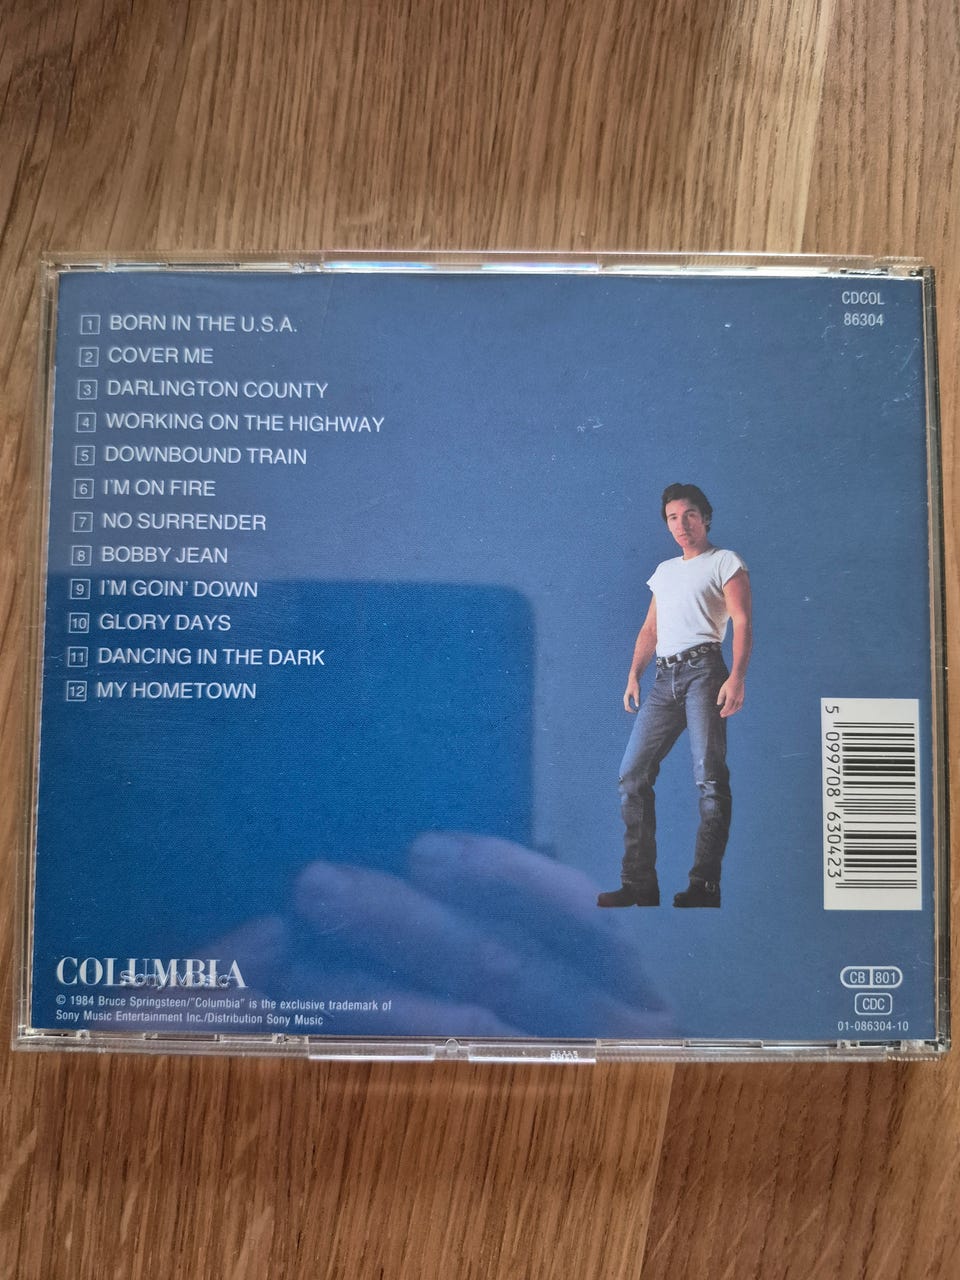 1 BORN IN THE U.S.A.
2 COVER ME
3 DARLINGTON COUNTY
4 WORKING ON THE HIGHWAY
5 DOWNBOUND TRAIN
6 I'M ON FIRE
7 NO SURRENDER
8 BOBBY JEAN
9 I'M GOIN' DOWN
10 GLORY DAYS
11 DANCING IN THE DARK
12 MY HOMETOWN
CDCOL
86304
5 099708 630423
COLUMBIA
Sony Music
© 1984 Bruce Springsteen/"Columbia" is the exclusive trademark of
Sony Music Entertainment Inc./Distribution Sony Music
CB 801
CDC
01-086304-10